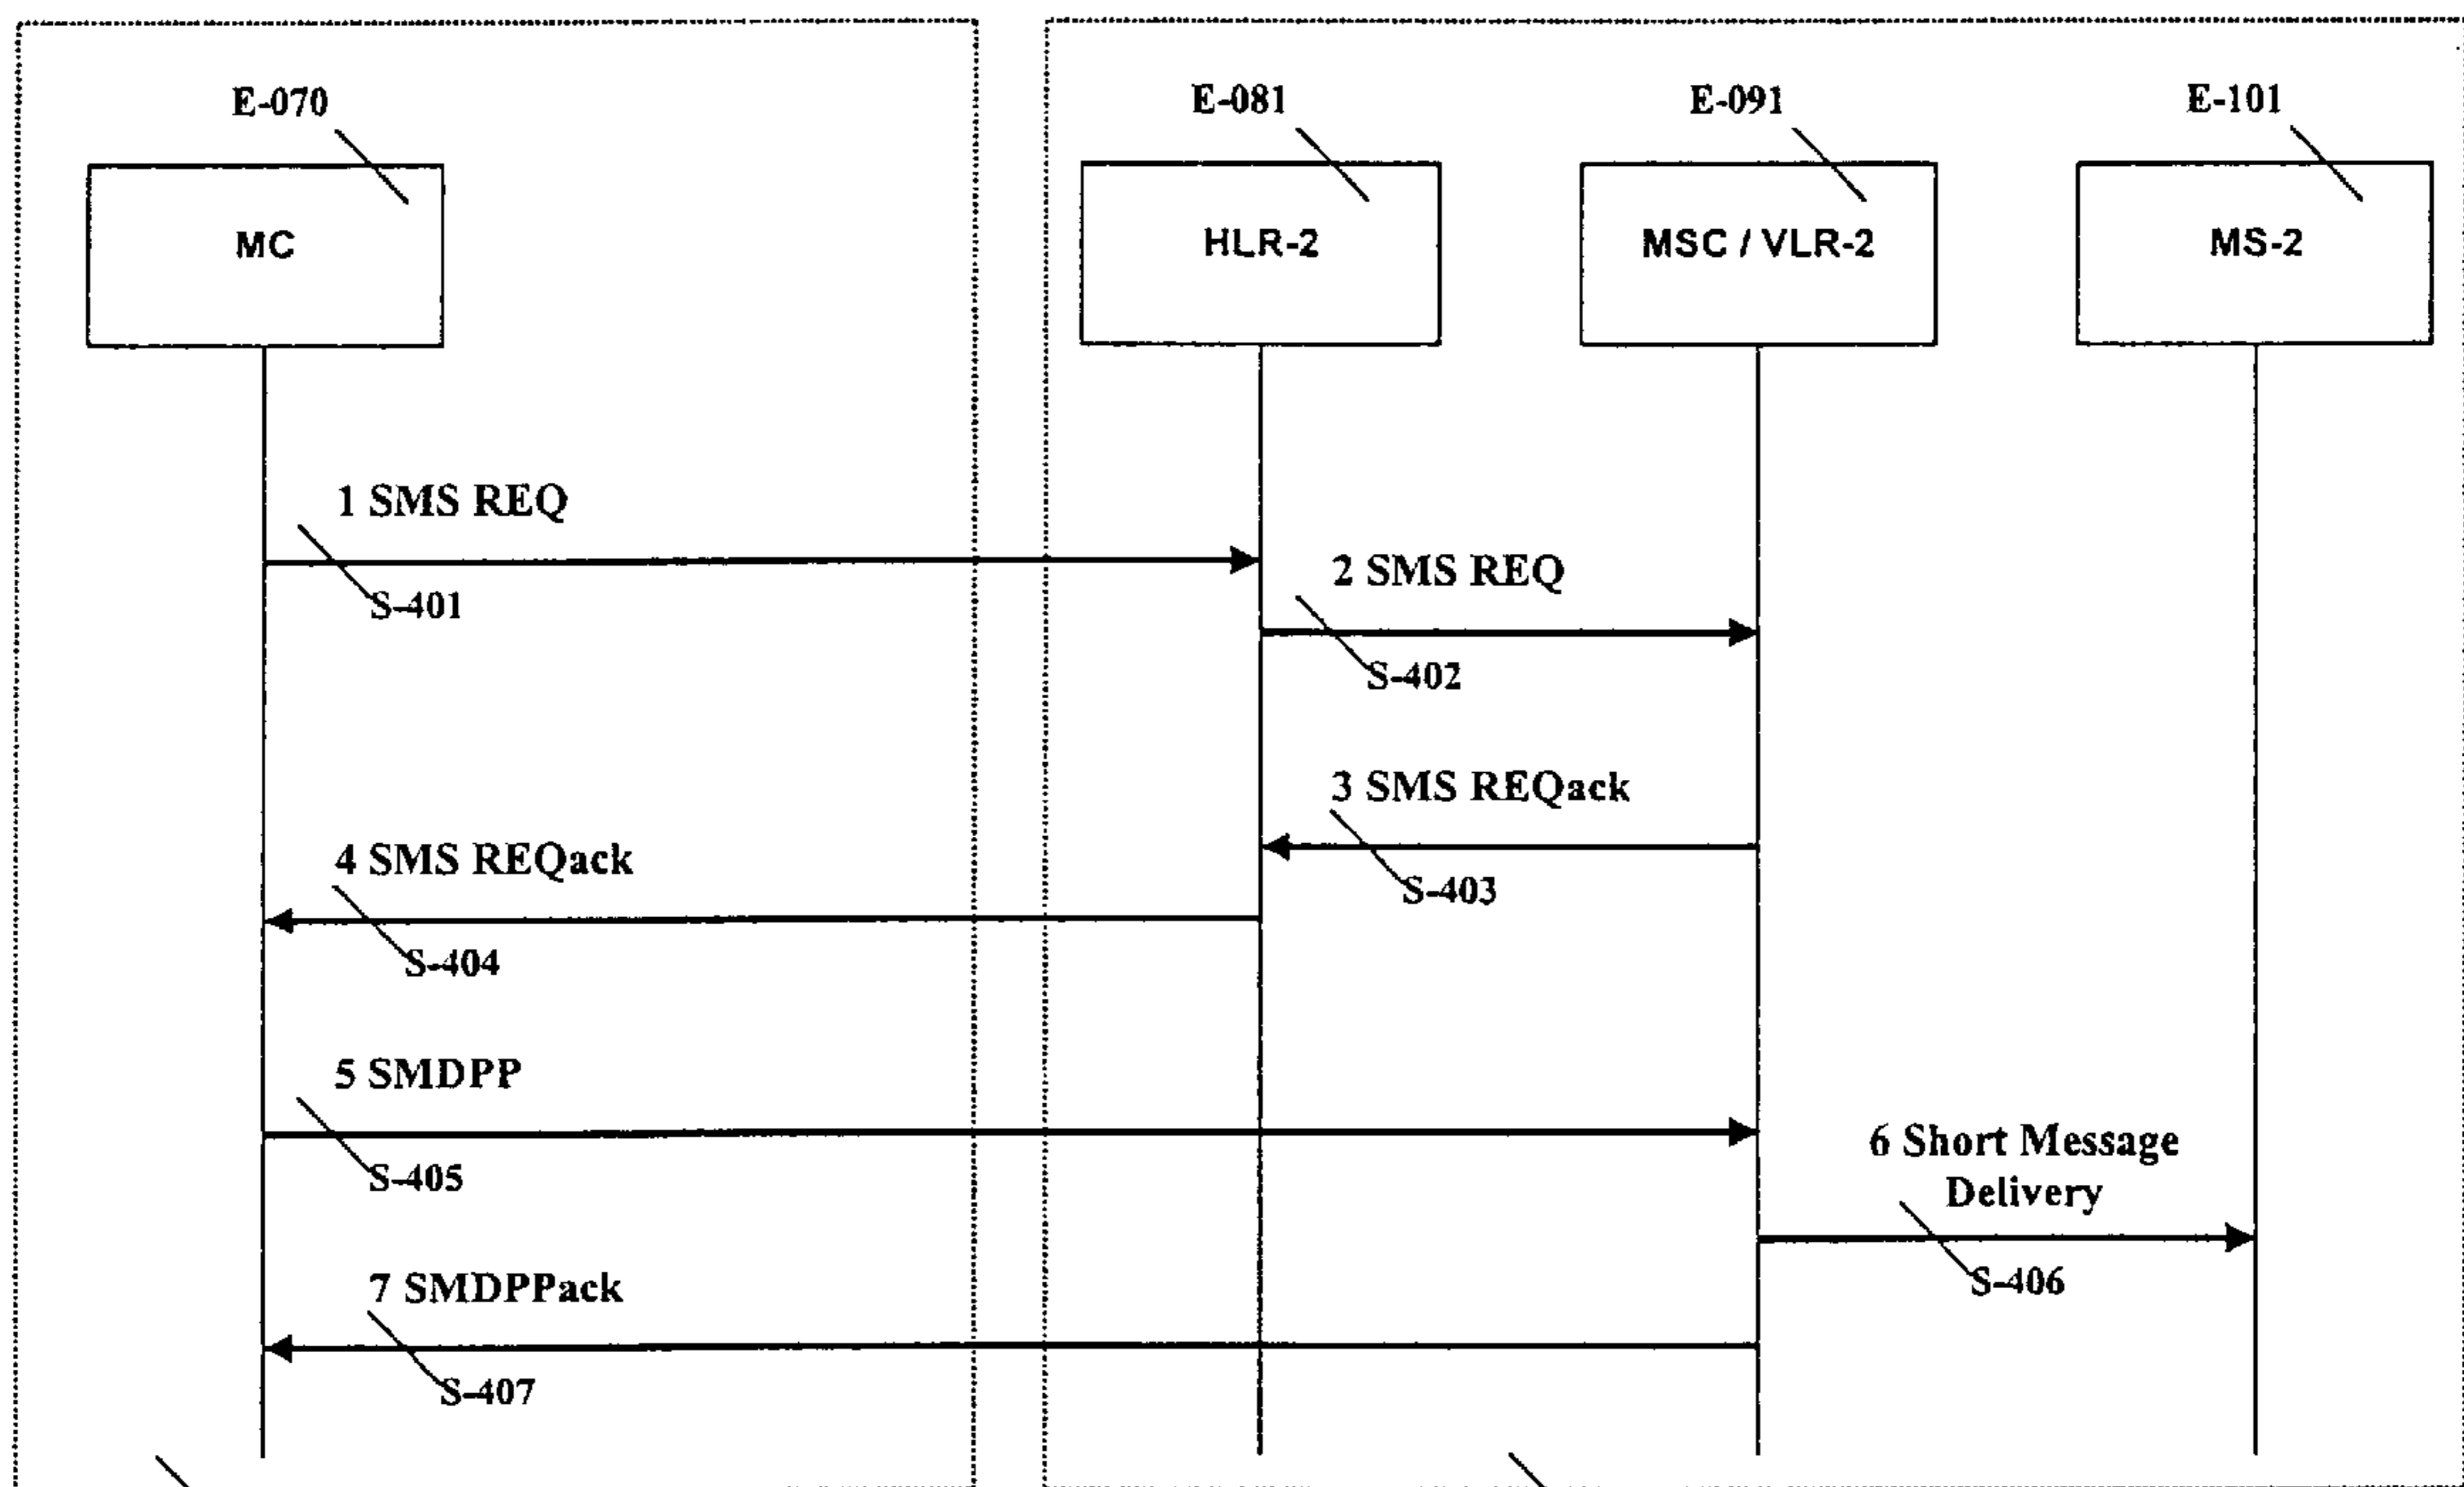 E-070
E-081
E-091
E-101
MC
HLR-2
MSC / VLR-2
MS-2
1 SMS REQ
S-401
2 SMS REQ
S-402
3 SMS REQack
S-403
4 SMS REQack
S-404
5 SMDPP
S-405
6 Short Message
Delivery
S-406
7 SMDPPack
S-407